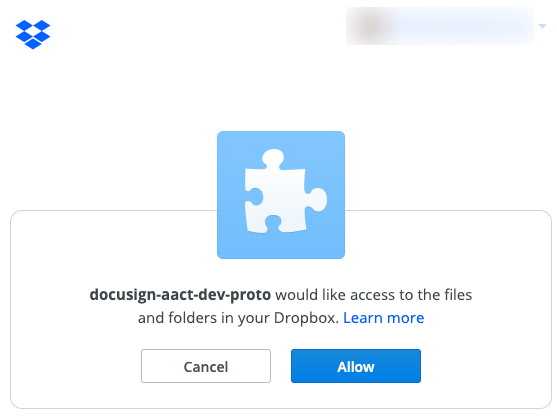 docusign-aact-dev-proto would like access to the files
and folders in your Dropbox. Learn more
Cancel
Allow